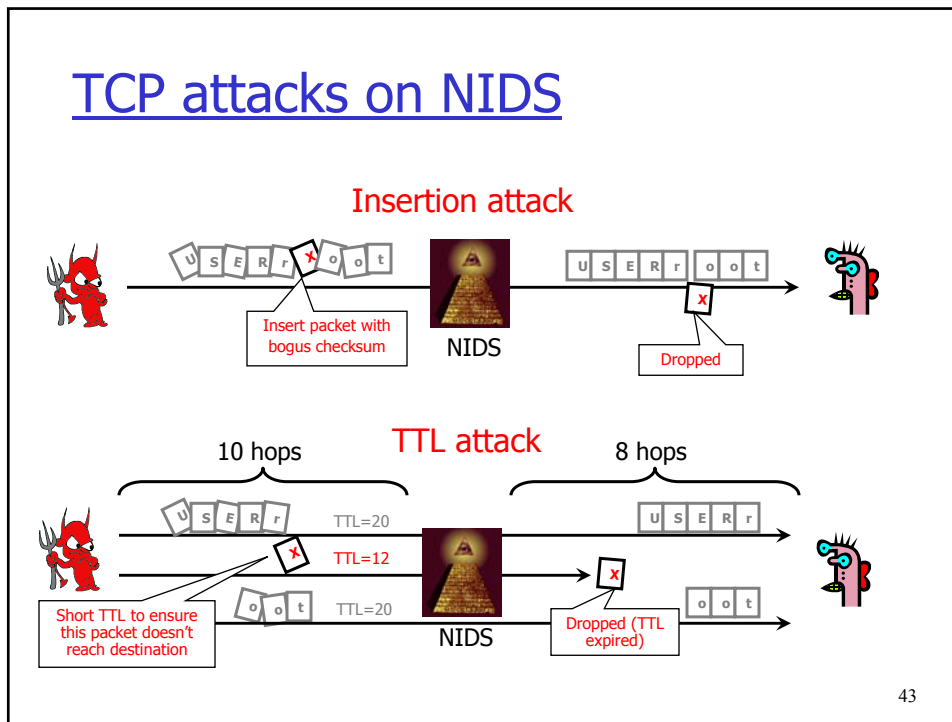 TCP attacks on NIDS
Insertion attack
U S E R r X o o t
U S E R r o o t
X
Insert packet with
bogus checksum
NIDS
Dropped
TTL attack
10 hops
8 hops
U S E R r
TTL=20
U S E R r
X
TTL=12
X
o o t
TTL=20
o o t
Short TTL to ensure
this packet doesn't
reach destination
NIDS
Dropped (TTL
expired)
43